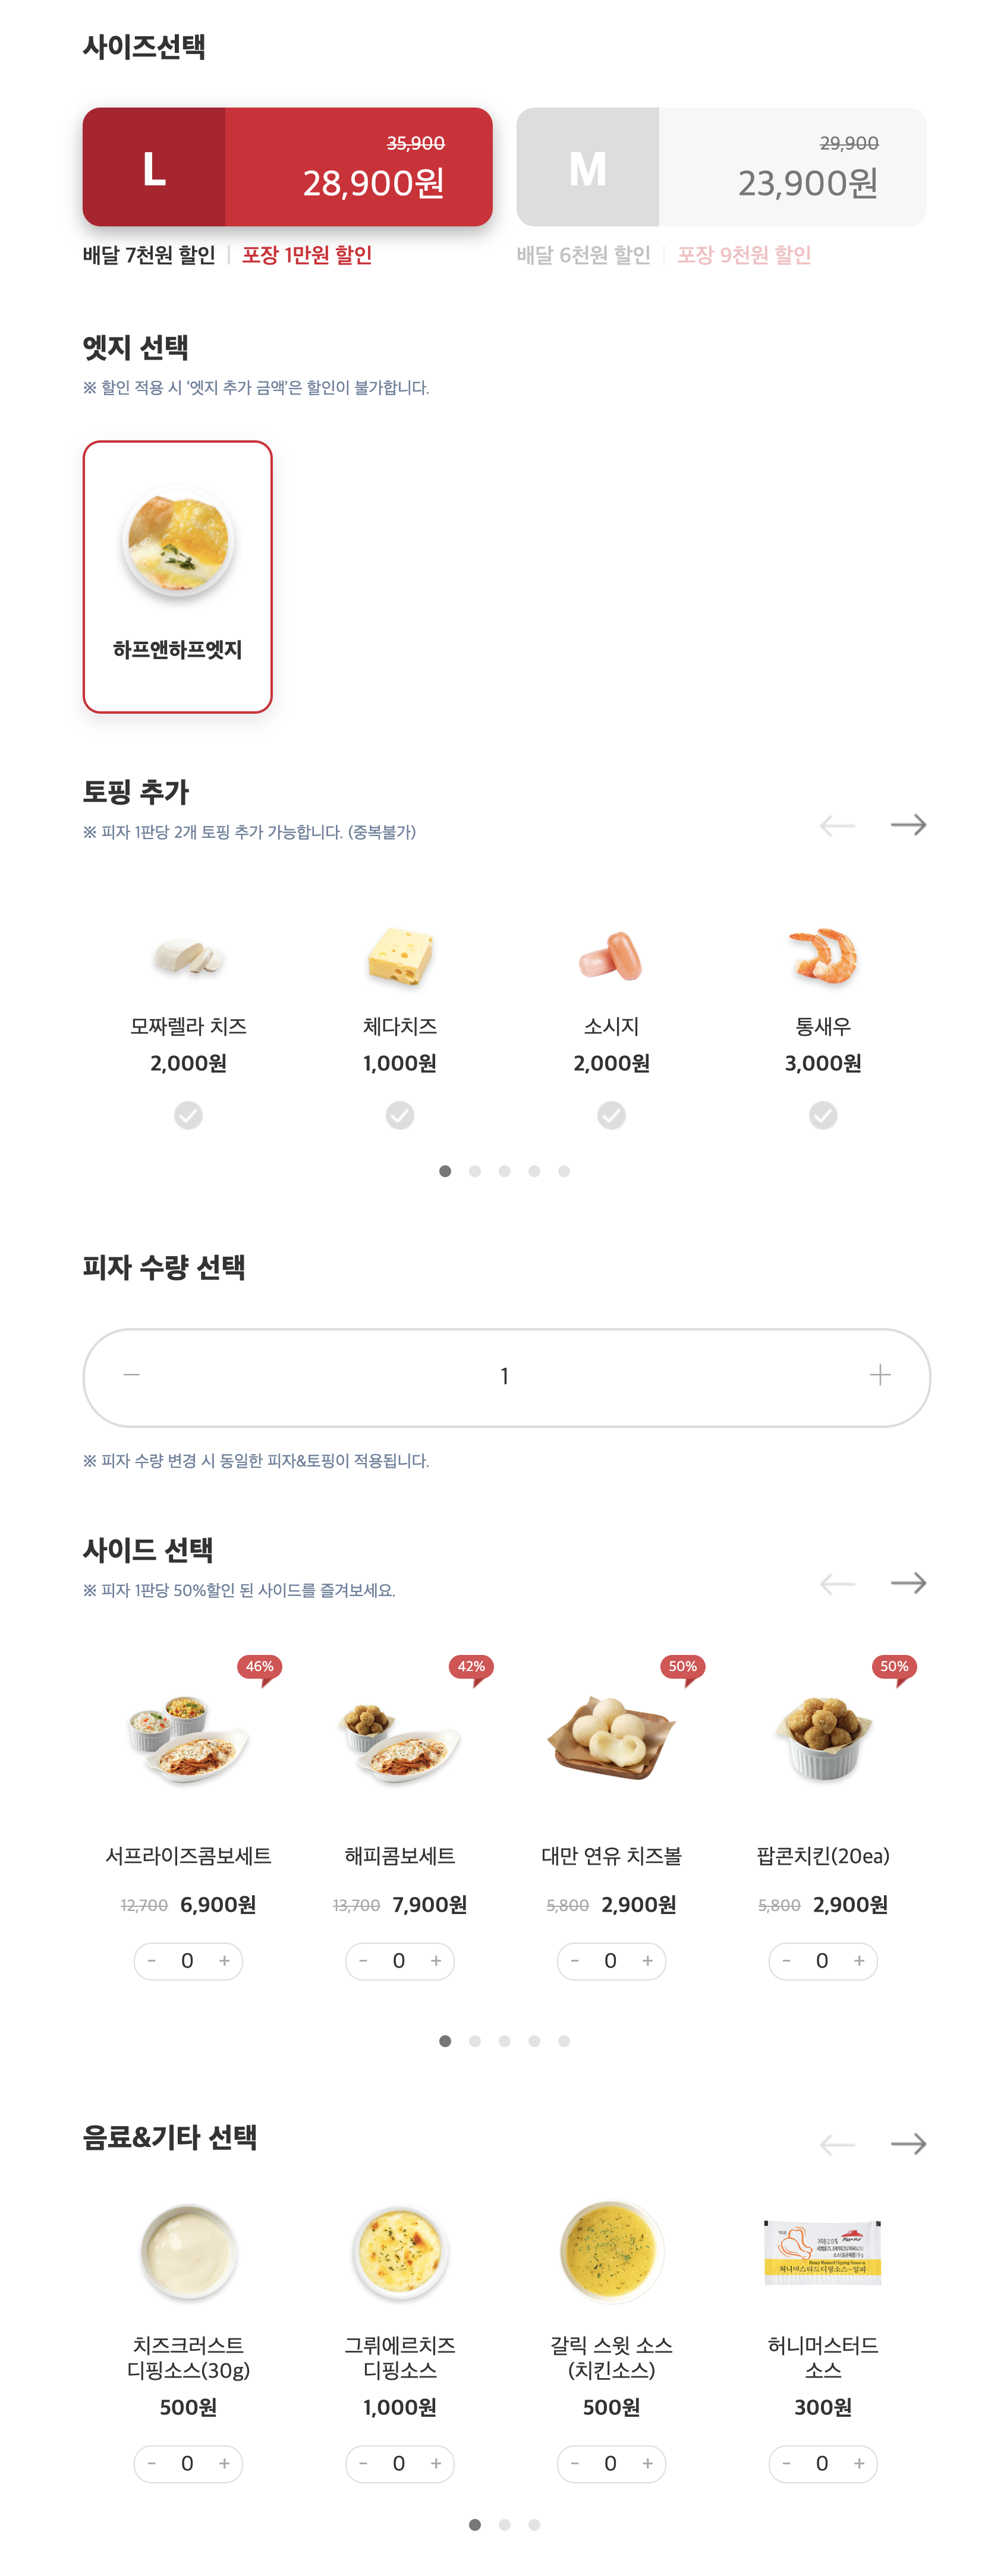 사이즈선택
L
35,900
28,900원
M
29,900
23,900원
배달 7천원 할인 | 포장 1만원 할인
배달 6천원 할인 | 포장 9천원 할인
엣지 선택
※ 할인 적용 시 ‘엣지 추가 금액’은 할인이 불가합니다.
하프앤하프엣지
토핑 추가
※ 피자 1판당 2개 토핑 추가 가능합니다. (중복불가)
모짜렐라 치즈
2,000원
체다치즈
1,000원
소시지
2,000원
통새우
3,000원
피자 수량 선택
− 1 +
※ 피자 수량 변경 시 동일한 피자&토핑이 적용됩니다.
사이드 선택
※ 피자 1판당 50%할인 된 사이드를 즐겨보세요.
46%
서프라이즈콤보세트
12,700 6,900원
- 0 +
42%
해피콤보세트
13,700 7,900원
- 0 +
50%
대만 연유 치즈볼
5,800 2,900원
- 0 +
50%
팝콘치킨(20ea)
5,800 2,900원
- 0 +
음료&기타 선택
치즈크러스트
디핑소스(30g)
500원
- 0 +
그뤼에르치즈
디핑소스
1,000원
- 0 +
갈릭 스윗 소스
(치킨소스)
500원
- 0 +
허니머스터드
소스
300원
- 0 +